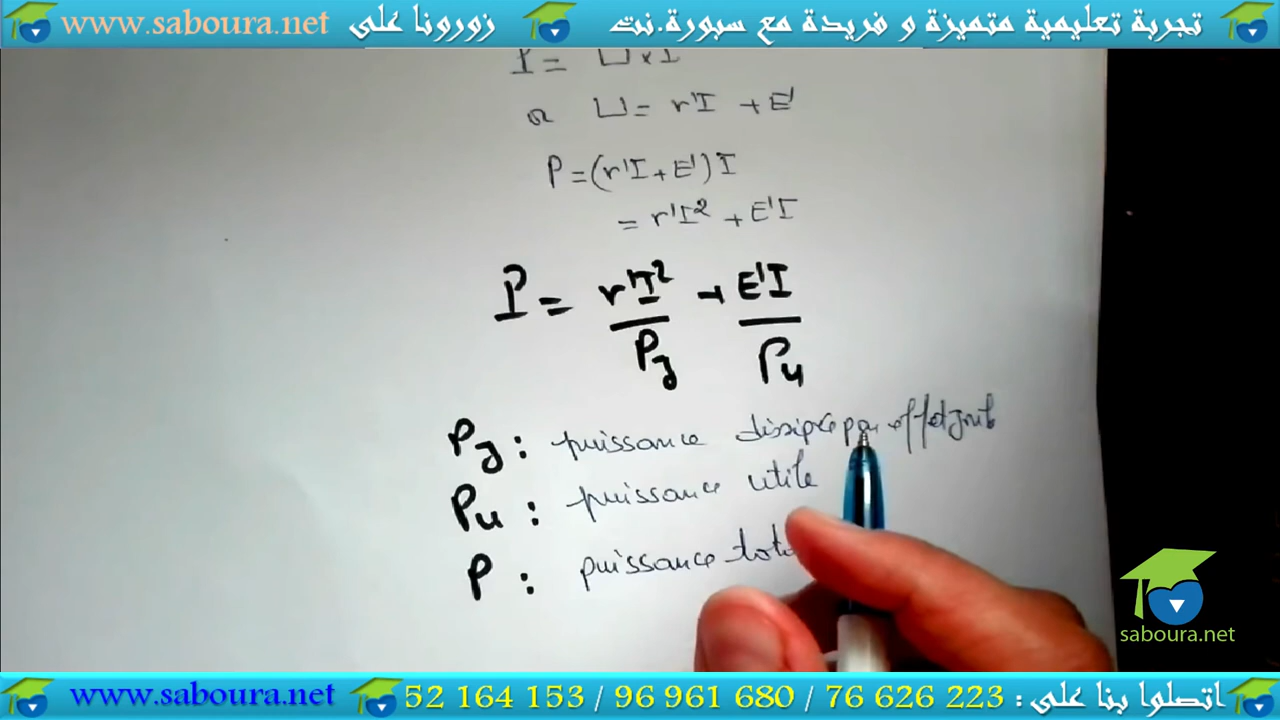 www.saboura.net زورونا على تجربة تعليمية متميزة و فريدة مع سبورة.نت
P = U x I
or U = r'I + E'
P = (r'I + E') I
= r'I² + E'I
P = r'I² + E'I
PJ Pu
PJ : puissance dissipée par effet Joule
Pu : puissance utile
P : puissance
saboura.net
www.saboura.net 52 164 153 / 96 961 680 / 76 626 223 : اتصلوا بنا على